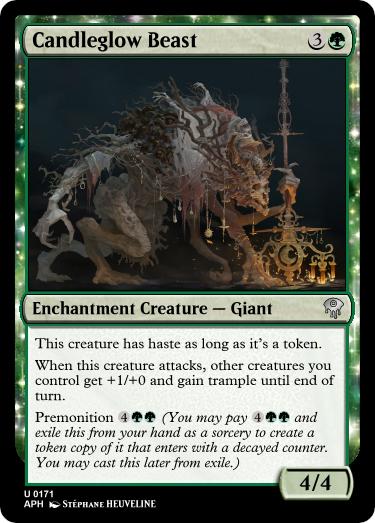 Candleglow Beast 3
Enchantment Creature — Giant
This creature has haste as long as it's a token.
When this creature attacks, other creatures you
control get +1/+0 and gain trample until end of
turn.
Premonition 4 (You may pay 4 and
exile this from your hand as a sorcery to create a
token copy of it that enters with a decayed counter.
You may cast this later from exile.)
4/4
U 0171
APH Stéphane HEUVELINE